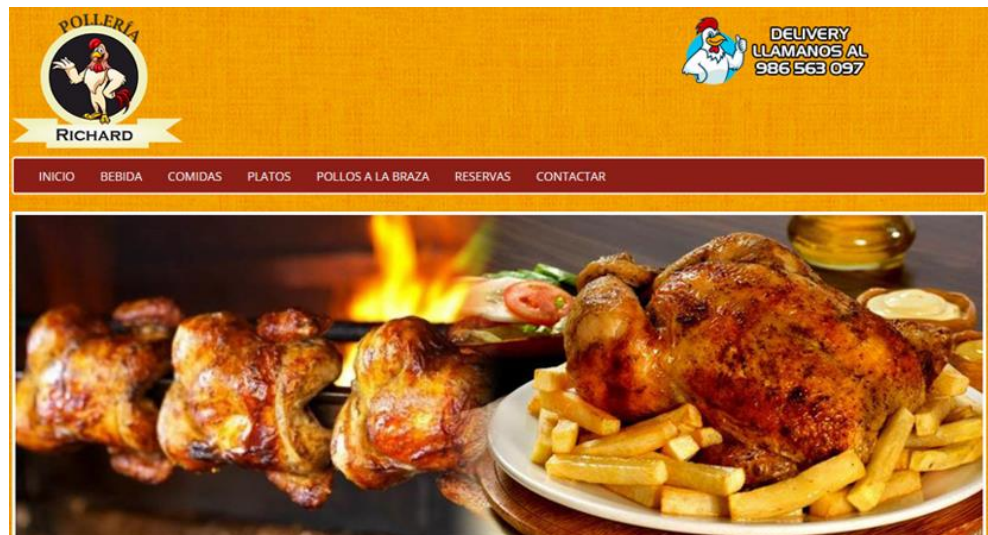 POLLERÍA
RICHARD
DELIVERY
LLAMANOS AL
986 563 097
INICIO BEBIDA COMIDAS PLATOS POLLOS A LA BRAZA RESERVAS CONTACTAR